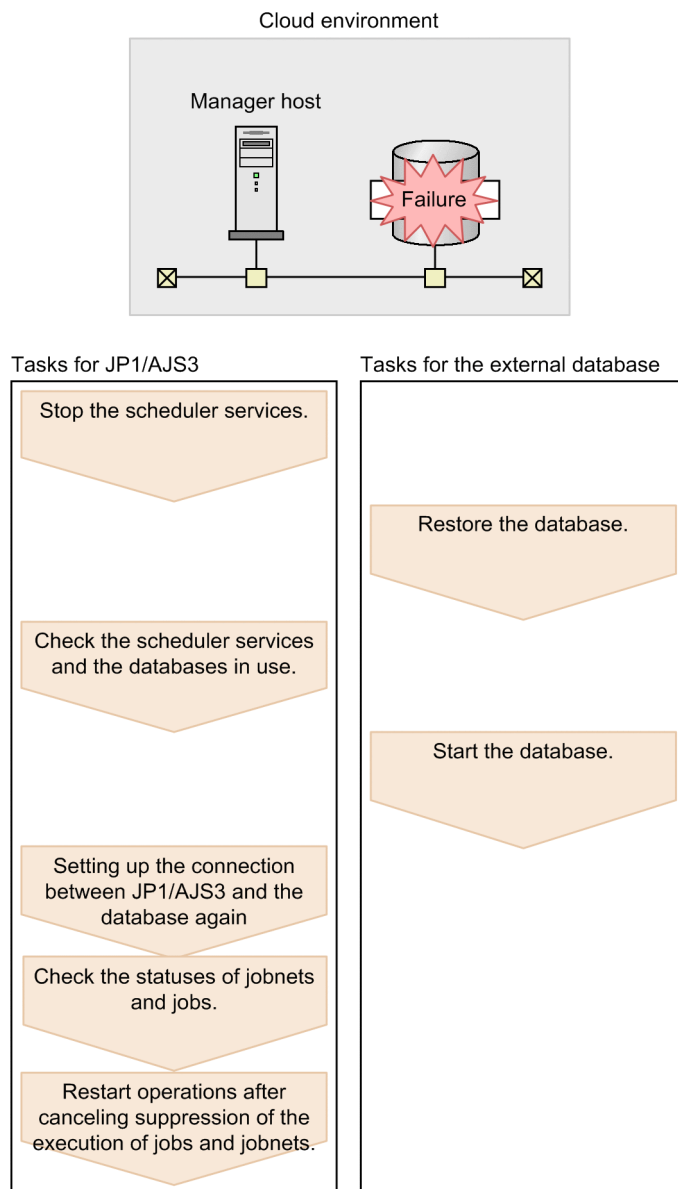 Cloud environment
Manager host
Failure
Tasks for JP1/AJS3
Tasks for the external database
Stop the scheduler services.
Restore the database.
Check the scheduler services
and the databases in use.
Start the database.
Setting up the connection
between JP1/AJS3 and the
database again
Check the statuses of jobnets
and jobs.
Restart operations after
canceling suppression of the
execution of jobs and jobnets.